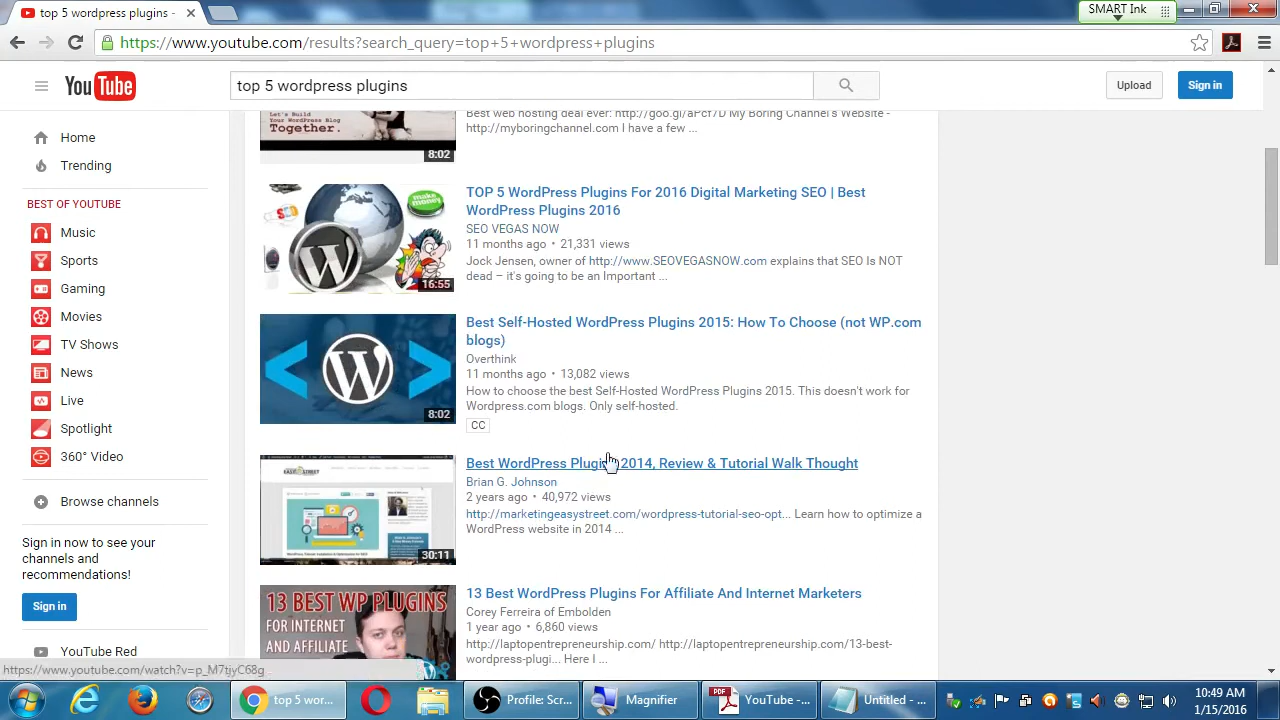 top 5 wordpress plugins -
SMART Ink
https://www.youtube.com/results?search_query=top+5+wordpress+plugins
YouTube
top 5 wordpress plugins
Upload
Sign in
Home
Trending
BEST OF YOUTUBE
Music
Sports
Gaming
Movies
TV Shows
News
Live
Spotlight
360° Video
Browse channels
Sign in now to see your
channels and
recommendations!
Sign in
YouTube Red
Let's Build
Your WordPress Blog
Together.
8:02
Best web hosting deal ever: http://goo.gl/aPcf7D My Boring Channel's Website -
http://myboringchannel.com I have a few ...
SEO
make money
16:55
TOP 5 WordPress Plugins For 2016 Digital Marketing SEO | Best
WordPress Plugins 2016
SEO VEGAS NOW
11 months ago • 21,331 views
Jock Jensen, owner of http://www.SEOVEGASNOW.com explains that SEO Is NOT
dead – it's going to be an Important ...
8:02
Best Self-Hosted WordPress Plugins 2015: How To Choose (not WP.com
blogs)
Overthink
11 months ago • 13,082 views
How to choose the best Self-Hosted WordPress Plugins 2015. This doesn't work for
Wordpress.com blogs. Only self-hosted.
CC
30:11
Best WordPress Plugins 2014, Review & Tutorial Walk Thought
Brian G. Johnson
2 years ago • 40,972 views
http://marketingeasystreet.com/wordpress-tutorial-seo-opt... Learn how to optimize a
WordPress website in 2014 ...
13 BEST WP PLUGINS
FOR INTERNET
AND AFFILIATE
13 Best WordPress Plugins For Affiliate And Internet Marketers
Corey Ferreira of Embolden
1 year ago • 6,860 views
http://laptopentrepreneurship.com/ http://laptopentrepreneurship.com/13-best-
wordpress-plugi... Here I ...
https://www.youtube.com/watch?v=p_M7tjyC68g
top 5 wor...
Profile: Scr...
Magnifier
PDF
YouTube -...
Untitled - ...
10:49 AM
1/15/2016